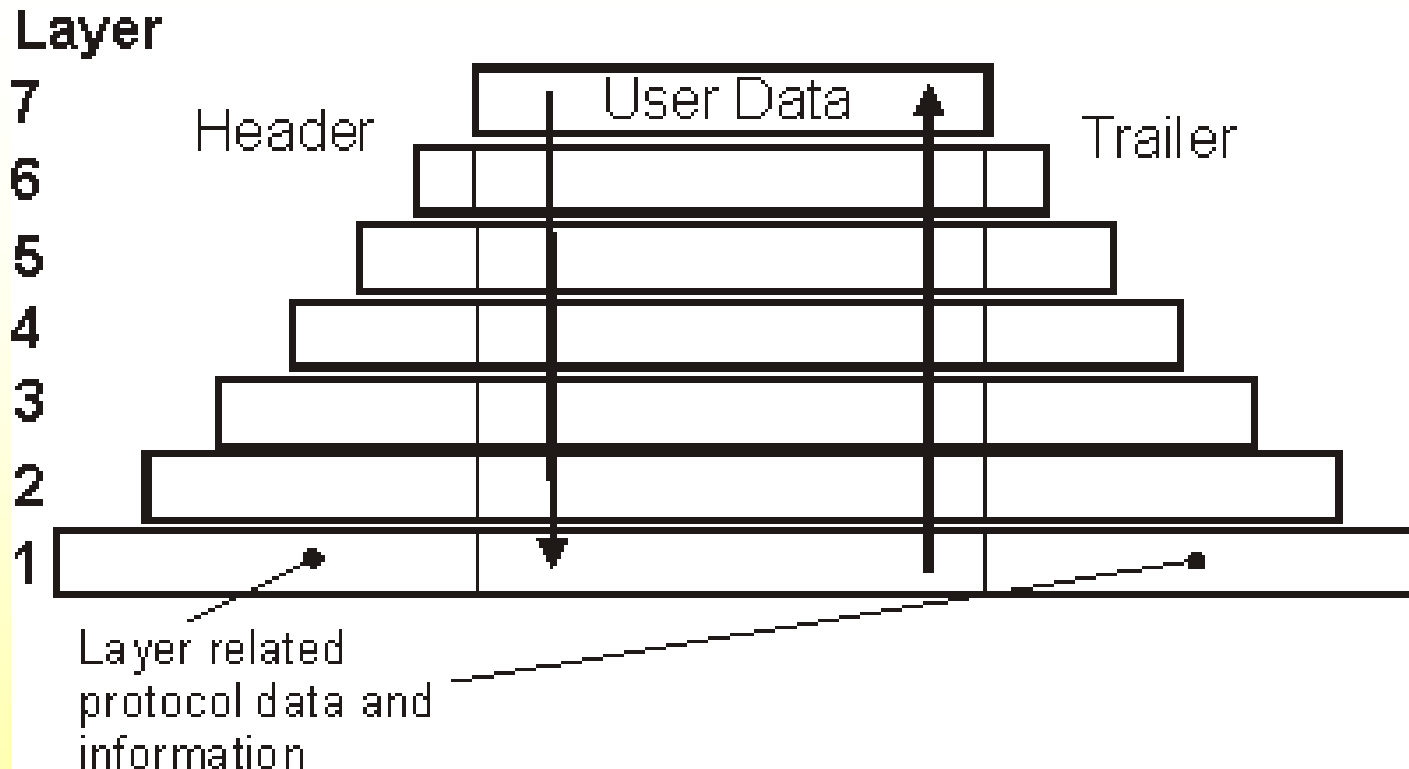 Layer
7
User Data
Header
Trailer
6
5
4
3
2
1
Layer related
protocol data and
information